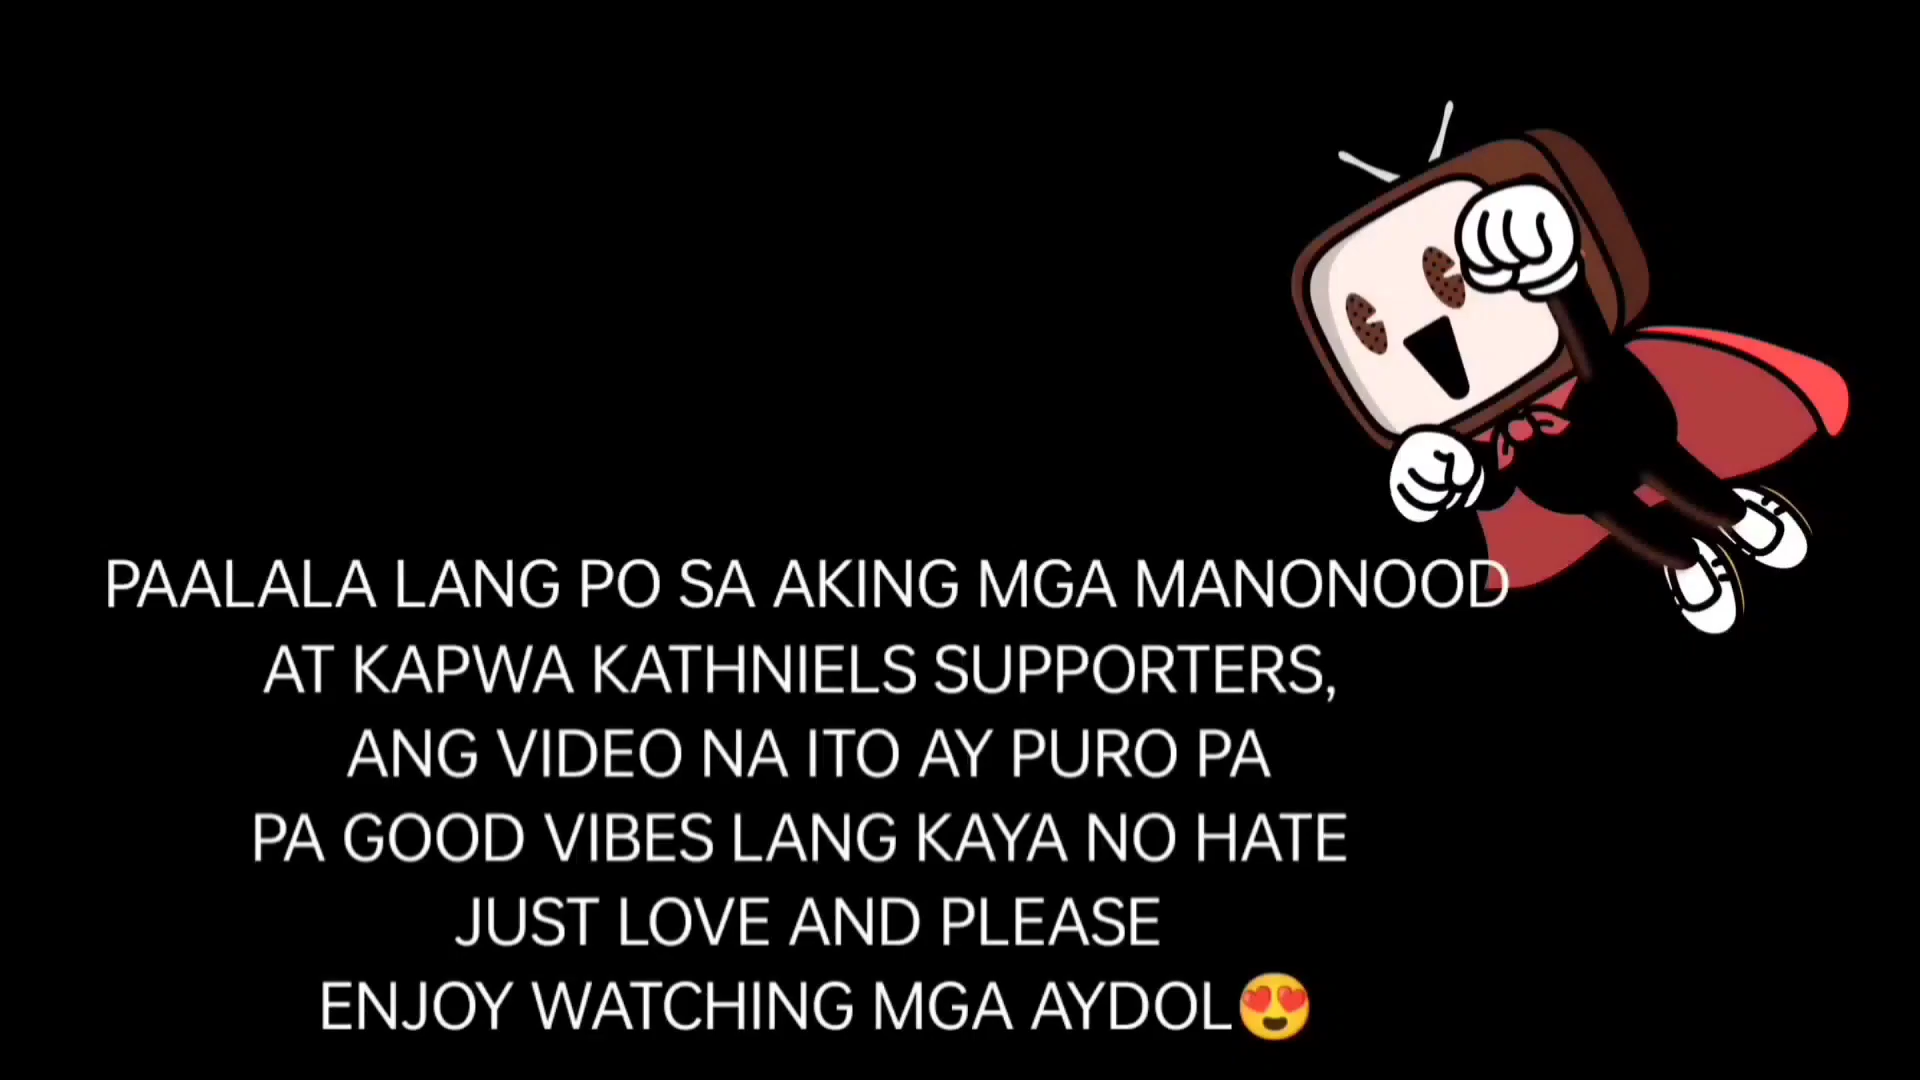 PAALALA LANG PO SA AKING MGA MANONOOD
AT KAPWA KATHNIELS SUPPORTERS,
ANG VIDEO NA ITO AY PURO PA
PA GOOD VIBES LANG KAYA NO HATE
JUST LOVE AND PLEASE
ENJOY WATCHING MGA AYDOL😍